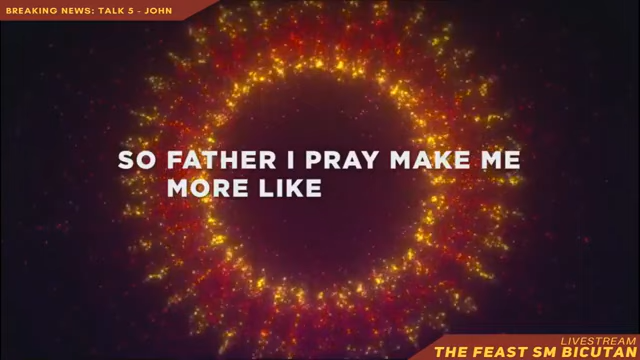 BREAKING NEWS: TALK 5 - JOHN
SO FATHER I PRAY MAKE ME
MORE LIKE
LIVESTREAM
THE FEAST SM BICUTAN